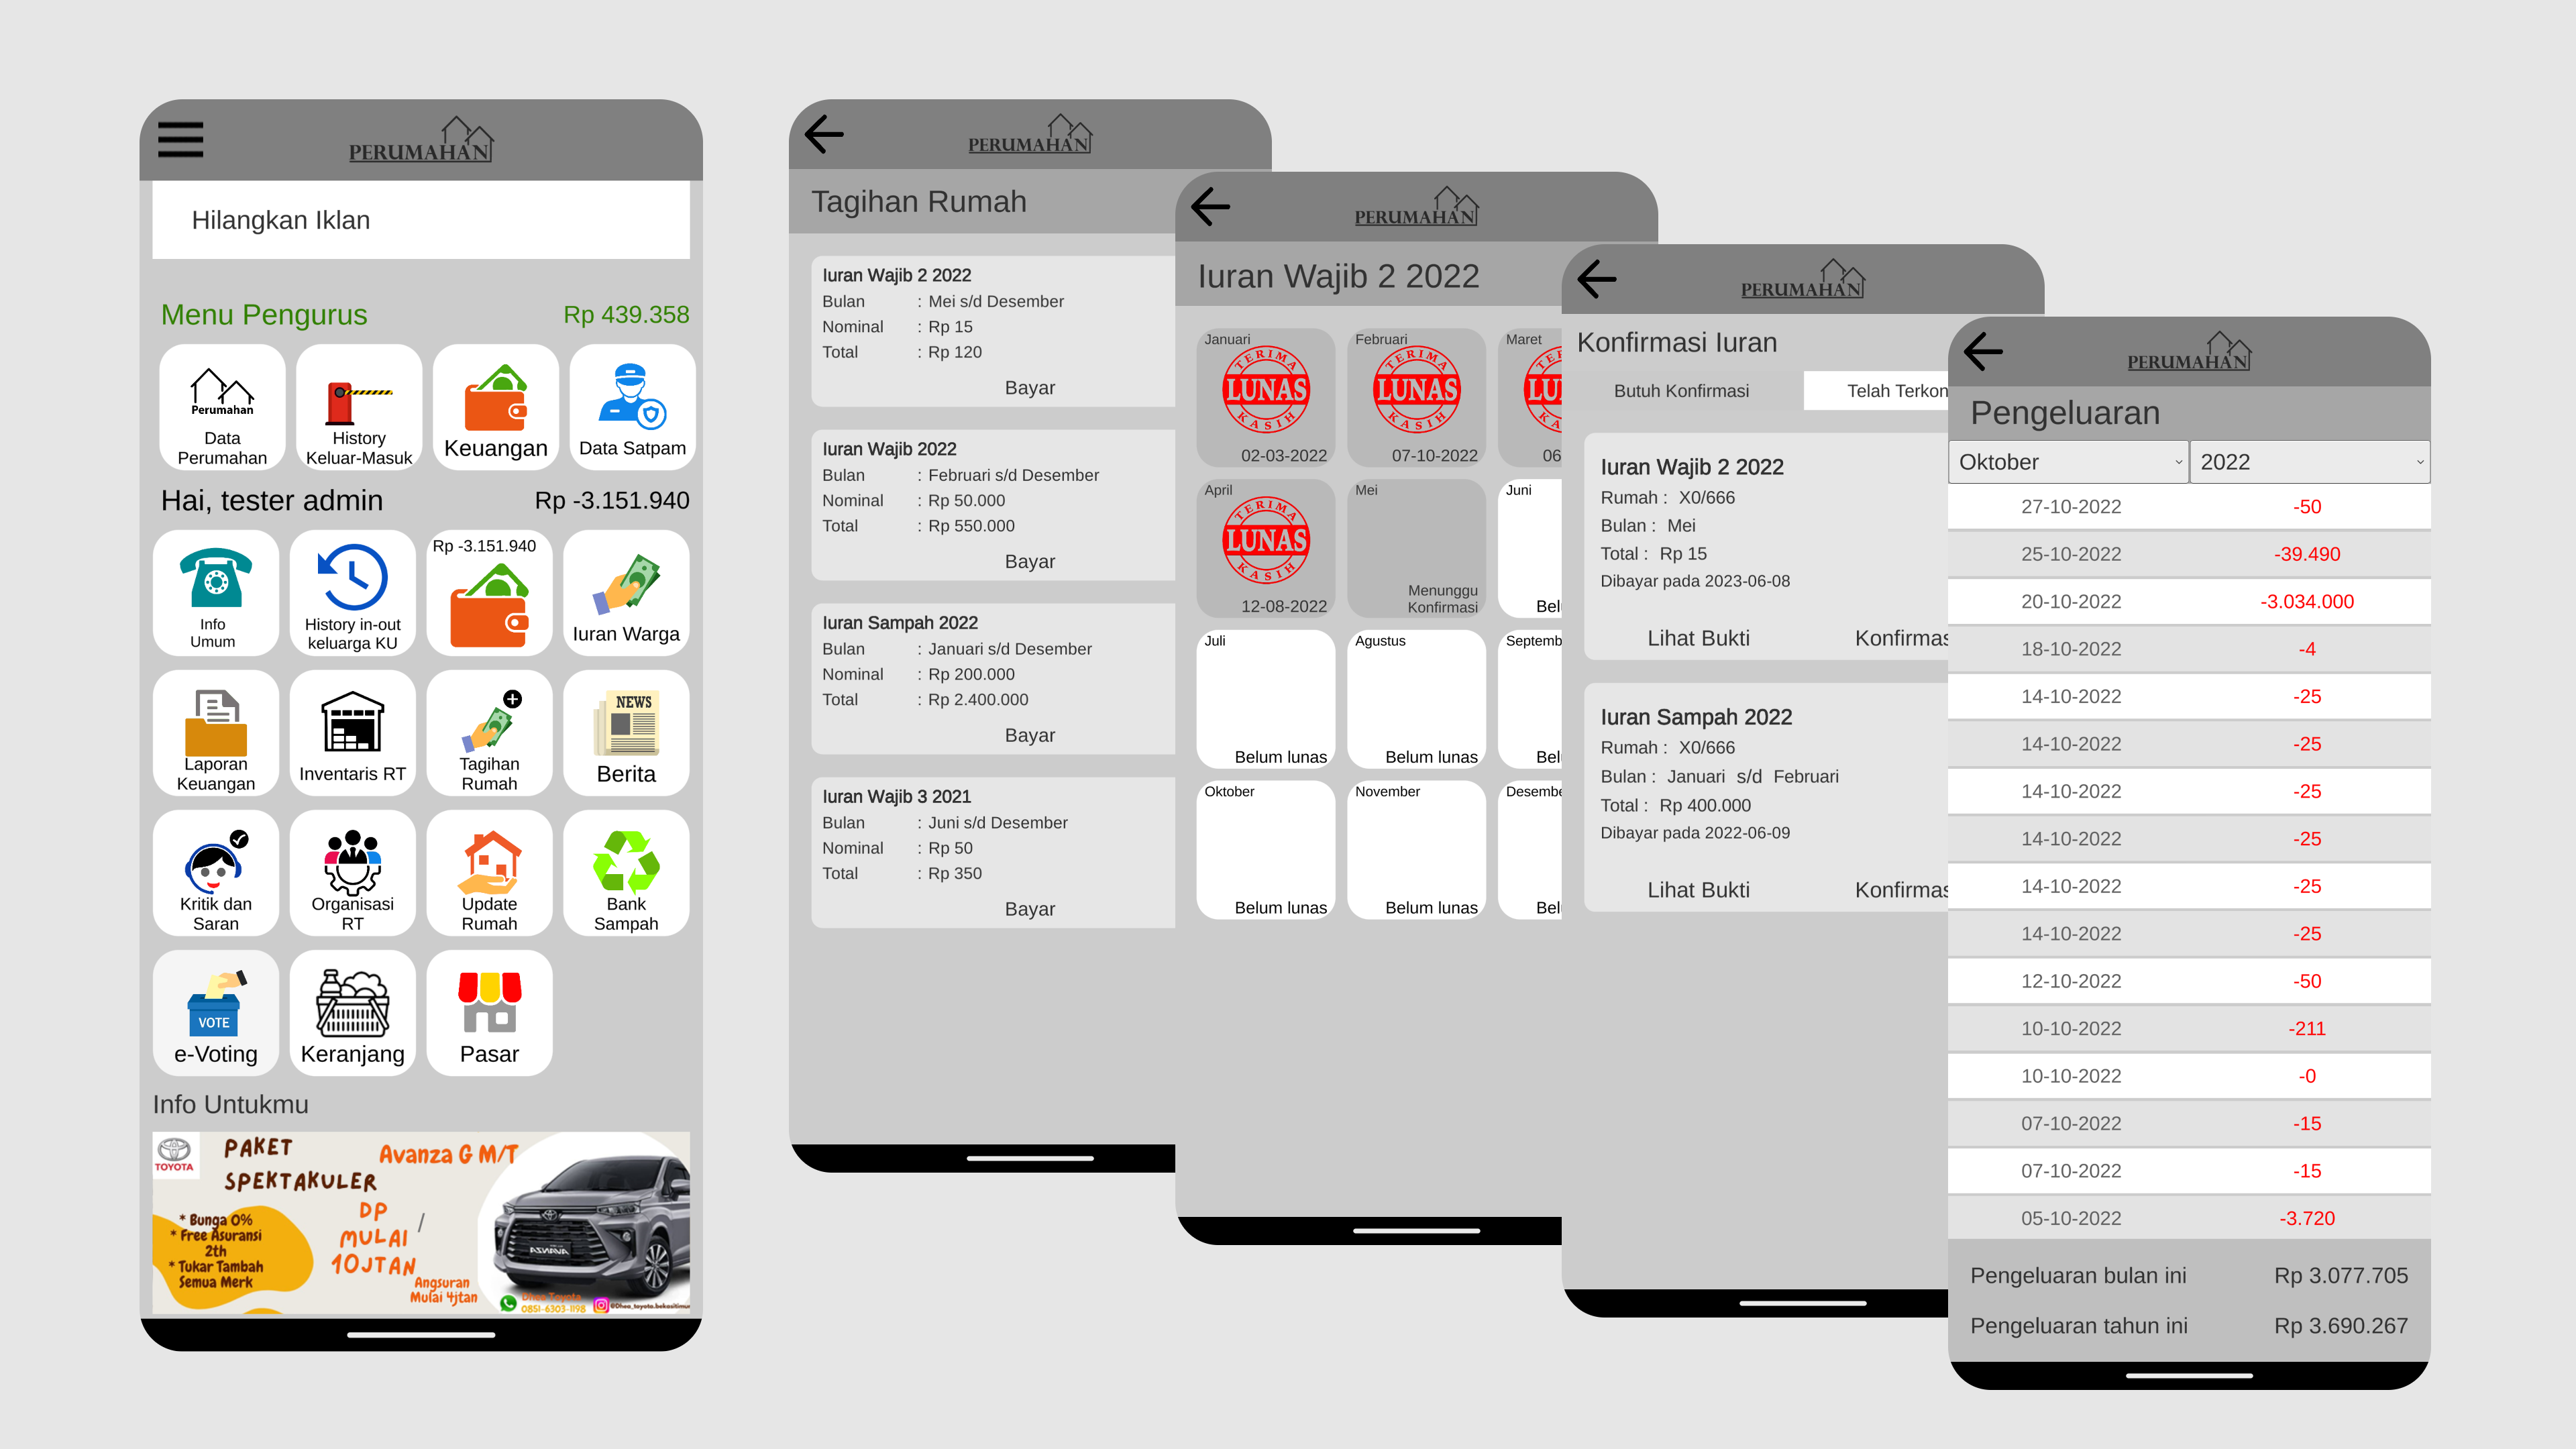 PERUMAHAN
Hilangkan Iklan
Menu Pengurus
Rp 439.358
Perumahan
Data
Perumahan
History
Keluar-Masuk
Keuangan
Data Satpam
Hai, tester admin
Rp -3.151.940
Info
Umum
History in-out
keluarga KU
Rp -3.151.940
Iuran Warga
Laporan
Keuangan
Inventaris RT
Tagihan
Rumah
NEWS
Berita
Kritik dan
Saran
Organisasi
RT
Update
Rumah
Bank
Sampah
VOTE
e-Voting
Keranjang
Pasar
Info Untukmu
TOYOTA
PAKET
SPEKTAKULER
Avanza G M/T
* Bunga 0%
* Free Asuransi
2th
* Tukar Tambah
Semua Merk
DP
MULAI
10JTAN
/
Angsuran
Mulai 4jtan
AVANZA
Dhea Toyota
0851-6303-1198
@Dhea_toyota.bekasitimur
PERUMAHAN
Tagihan Rumah
Iuran Wajib 2 2022
Bulan : Mei s/d Desember
Nominal : Rp 15
Total : Rp 120
Bayar
Iuran Wajib 2022
Bulan : Februari s/d Desember
Nominal : Rp 50.000
Total : Rp 550.000
Bayar
Iuran Sampah 2022
Bulan : Januari s/d Desember
Nominal : Rp 200.000
Total : Rp 2.400.000
Bayar
Iuran Wajib 3 2021
Bulan : Juni s/d Desember
Nominal : Rp 50
Total : Rp 350
Bayar
PERUMAHAN
Iuran Wajib 2 2022
Januari
TERIMA
LUNAS
KASIH
02-03-2022
Februari
TERIMA
LUNAS
KASIH
07-10-2022
Maret
TER
LU
KA
06
April
TERIMA
LUNAS
KASIH
12-08-2022
Mei
Menunggu
Konfirmasi
Juni
Bel
Juli
Belum lunas
Agustus
Belum lunas
Septemb
Bel
Oktober
Belum lunas
November
Belum lunas
Desembe
Bel
PERUMAHAN
Konfirmasi Iuran
Butuh Konfirmasi
Telah Terkon
Iuran Wajib 2 2022
Rumah : X0/666
Bulan : Mei
Total : Rp 15
Dibayar pada 2023-06-08
Lihat Bukti
Konfirmas
Iuran Sampah 2022
Rumah : X0/666
Bulan : Januari s/d Februari
Total : Rp 400.000
Dibayar pada 2022-06-09
Lihat Bukti
Konfirmas
PERUMAHAN
Pengeluaran
Oktober
2022
27-10-2022 -50
25-10-2022 -39.490
20-10-2022 -3.034.000
18-10-2022 -4
14-10-2022 -25
14-10-2022 -25
14-10-2022 -25
14-10-2022 -25
14-10-2022 -25
14-10-2022 -25
12-10-2022 -50
10-10-2022 -211
10-10-2022 -0
07-10-2022 -15
07-10-2022 -15
05-10-2022 -3.720
Pengeluaran bulan ini Rp 3.077.705
Pengeluaran tahun ini Rp 3.690.267